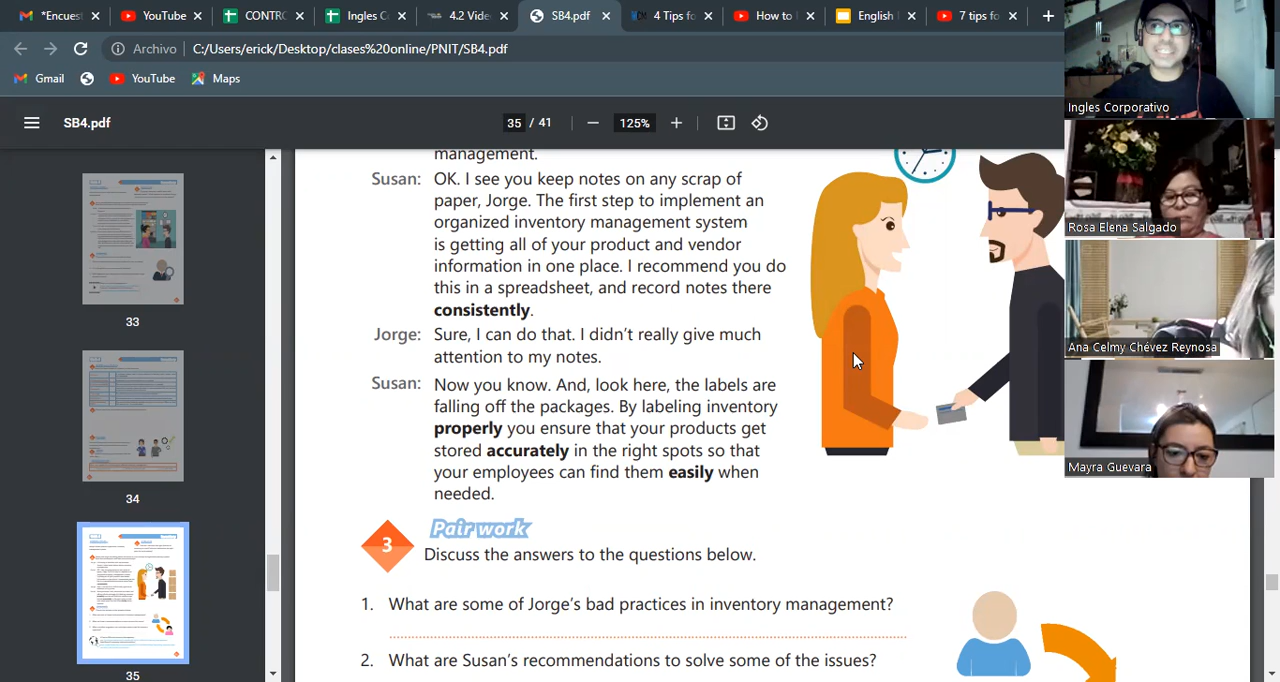 *Encues
YouTube
CONTRC
Ingles C
4.2 Vide
SB4.pdf
4 Tips fo
How to l
English
7 tips fo
Archivo
C:/Users/erick/Desktop/clases%20online/PNIT/SB4.pdf
Gmail
YouTube
Maps
SB4.pdf
35 / 41
125%
management.
Susan: OK. I see you keep notes on any scrap of
paper, Jorge. The first step to implement an
organized inventory management system
is getting all of your product and vendor
information in one place. I recommend you do
this in a spreadsheet, and record notes there
consistently.
Jorge: Sure, I can do that. I didn't really give much
attention to my notes.
Susan: Now you know. And, look here, the labels are
falling off the packages. By labeling inventory
properly you ensure that your products get
stored accurately in the right spots so that
your employees can find them easily when
needed.
3
Pair work
Discuss the answers to the questions below.
1. What are some of Jorge's bad practices in inventory management?
2. What are Susan's recommendations to solve some of the issues?
33
34
35
Ingles Corporativo
Rosa Elena Salgado
Ana Celmy Chévez Reynosa
Mayra Guevara